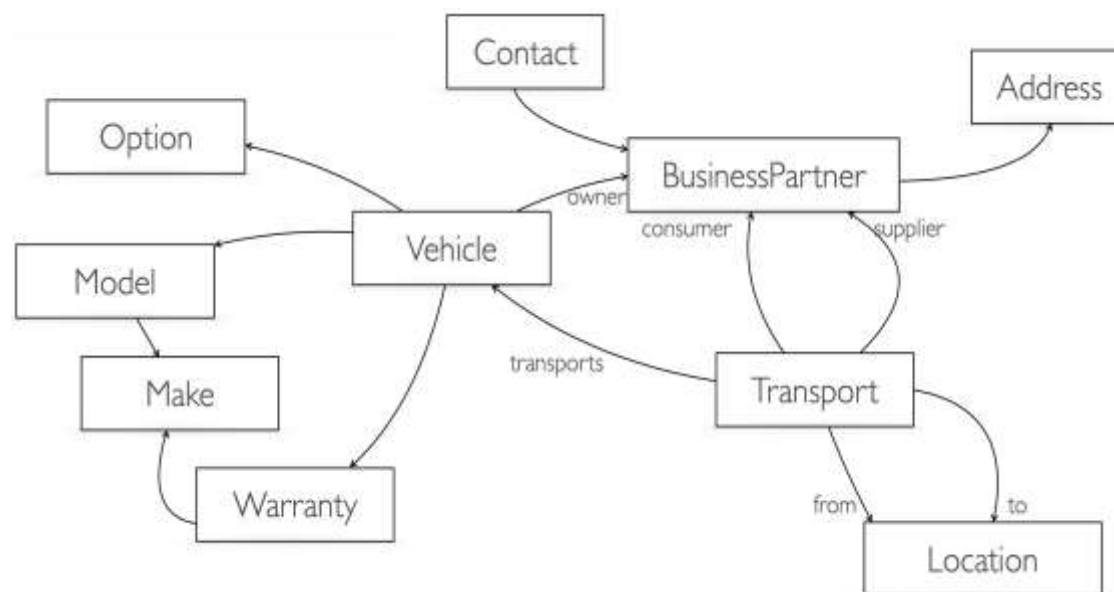 Contact
Address
Option
BusinessPartner
owner
consumer
supplier
Vehicle
Model
transports
Make
Transport
Warranty
from
to
Location